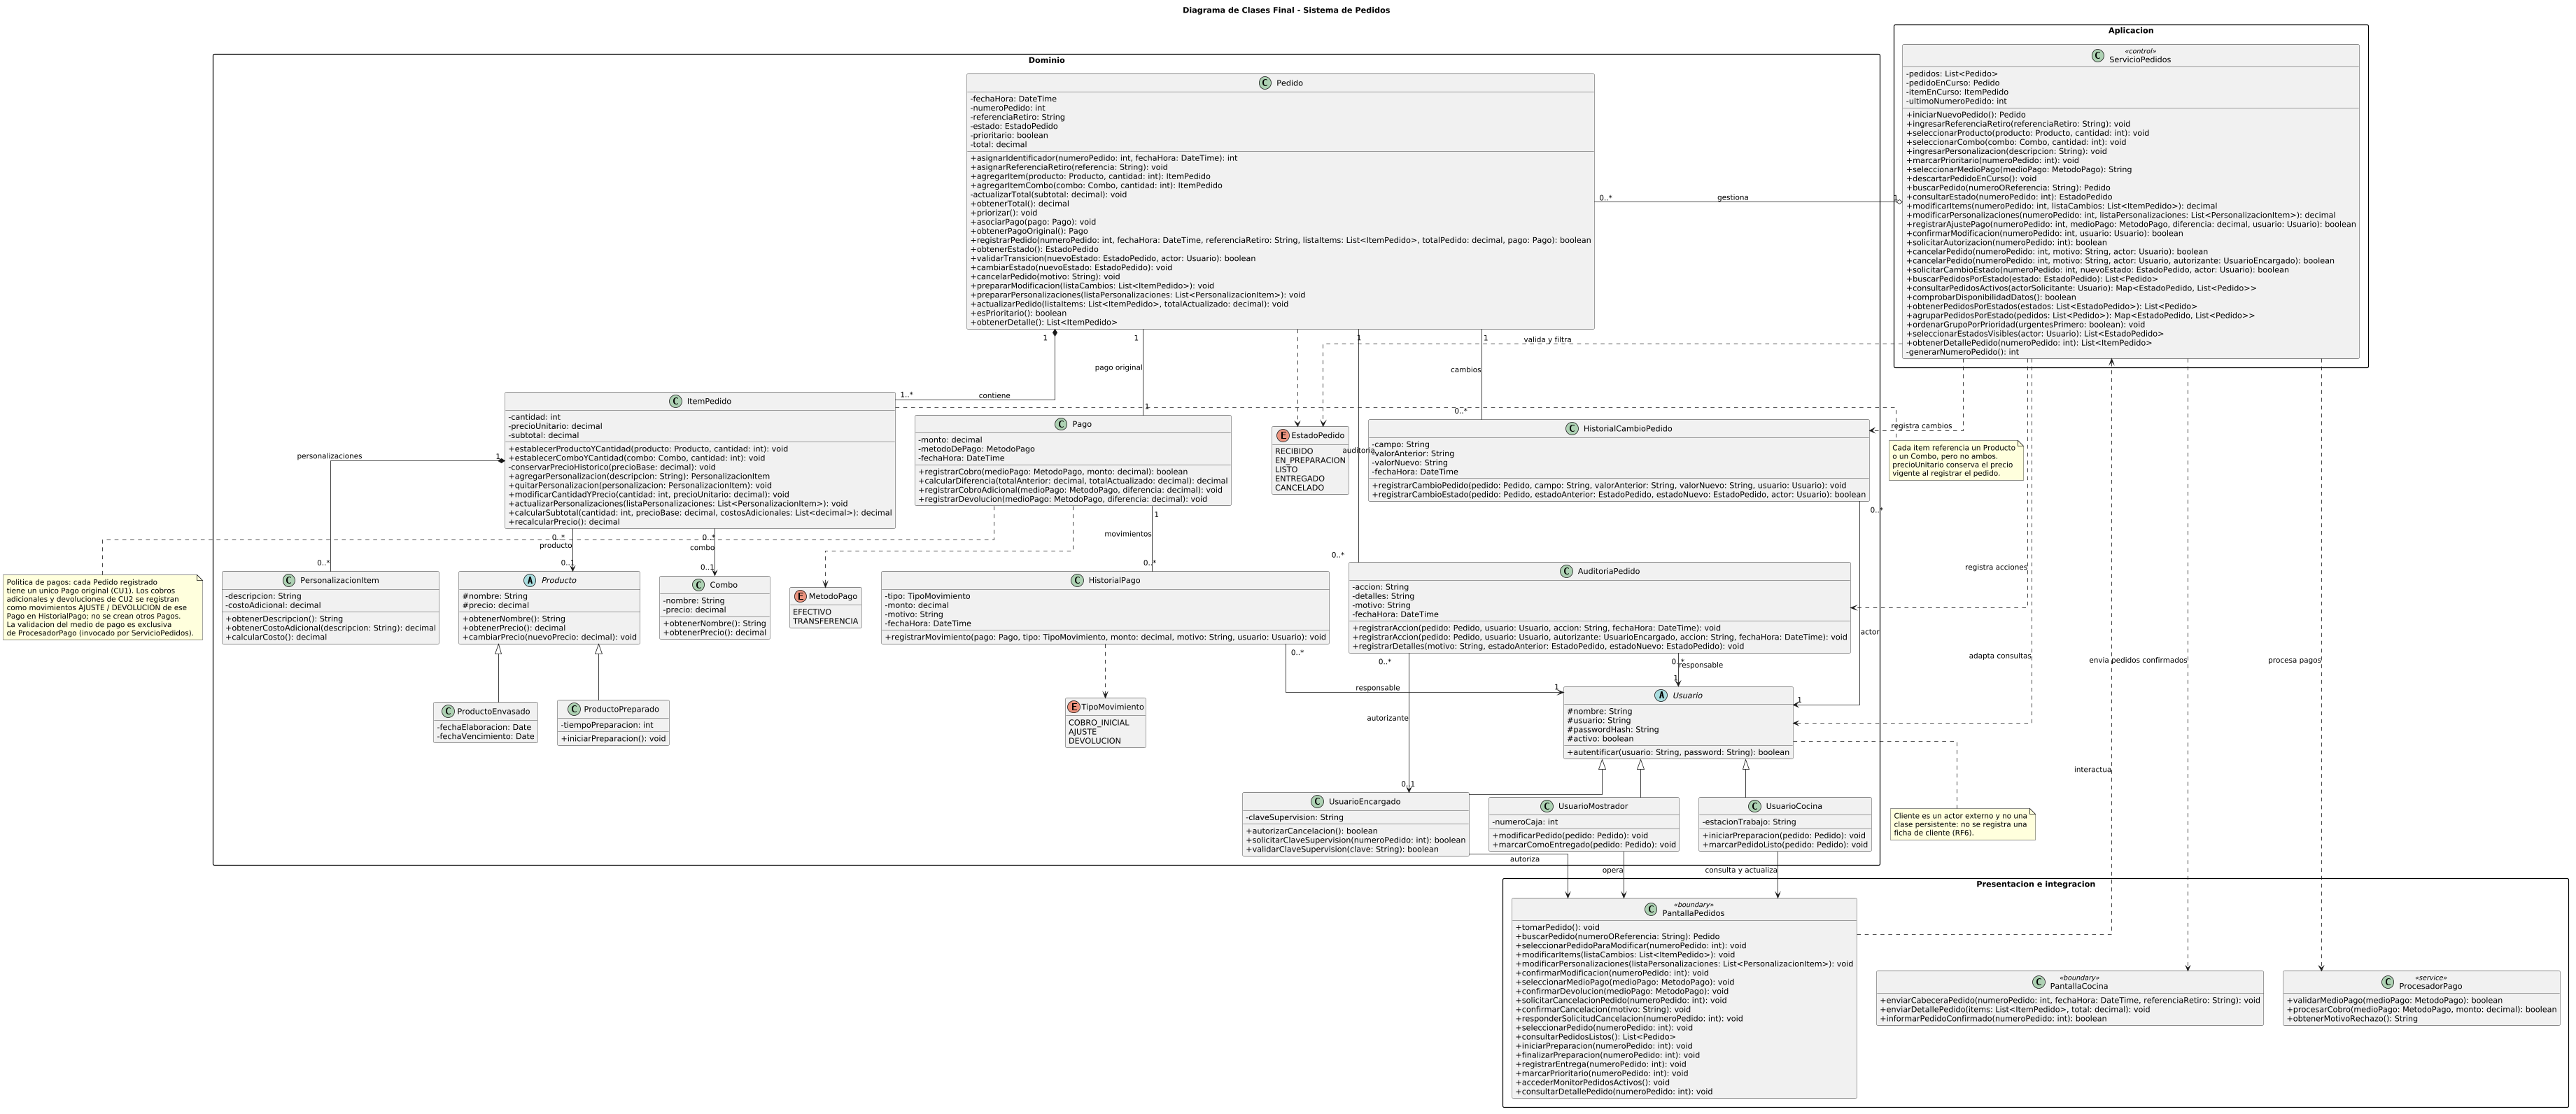 Diagrama de Clases Final - Sistema de Pedidos
Aplicacion
«control»
ServicioPedidos
-pedidos: List<Pedido>
-pedidoEnCurso: Pedido
-itemEnCurso: ItemPedido
-ultimoNumeroPedido: int
+iniciarNuevoPedido(): Pedido
+ingresarReferenciaRetiro(referenciaRetiro: String): void
+seleccionarProducto(producto: Producto, cantidad: int): void
+seleccionarCombo(combo: Combo, cantidad: int): void
+ingresarPersonalizacion(descripcion: String): void
+marcarPrioritario(numeroPedido: int): void
+seleccionarMedioPago(medioPago: MetodoPago): String
+descartarPedidoEnCurso(): void
+buscarPedido(numeroOReferencia: String): Pedido
+consultarEstado(numeroPedido: int): EstadoPedido
+modificarItems(numeroPedido: int, listaCambios: List<ItemPedido>): decimal
+modificarPersonalizaciones(numeroPedido: int, listaPersonalizaciones: List<PersonalizacionItem>): decimal
+registrarAjustePago(numeroPedido: int, medioPago: MetodoPago, diferencia: decimal, usuario: Usuario): boolean
+confirmarModificacion(numeroPedido: int, usuario: Usuario): boolean
+solicitarAutorizacion(numeroPedido: int): boolean
+cancelarPedido(numeroPedido: int, motivo: String, actor: Usuario): boolean
+cancelarPedido(numeroPedido: int, motivo: String, actor: Usuario, autorizante: UsuarioEncargado): boolean
+solicitarCambioEstado(numeroPedido: int, nuevoEstado: EstadoPedido, actor: Usuario): boolean
+buscarPedidosPorEstado(estado: EstadoPedido): List<Pedido>
+consultarPedidosActivos(actorSolicitante: Usuario): Map<EstadoPedido, List<Pedido>>
+comprobarDisponibilidadDatos(): boolean
+obtenerPedidosPorEstados(estados: List<EstadoPedido>): List<Pedido>
+agruparPedidosPorEstado(pedidos: List<Pedido>): Map<EstadoPedido, List<Pedido>>
+ordenarGrupoPorPrioridad(urgentesPrimero: boolean): void
+seleccionarEstadosVisibles(actor: Usuario): List<EstadoPedido>
+obtenerDetallePedido(numeroPedido: int): List<ItemPedido>
-generarNumeroPedido(): int
Dominio
Pedido
-fechaHora: DateTime
-numeroPedido: int
-referenciaRetiro: String
-estado: EstadoPedido
-prioritario: boolean
-total: decimal
+asignarIdentificador(numeroPedido: int, fechaHora: DateTime): int
+asignarReferenciaRetiro(referencia: String): void
+agregarItem(producto: Producto, cantidad: int): ItemPedido
+agregarItemCombo(combo: Combo, cantidad: int): ItemPedido
-actualizarTotal(subtotal: decimal): void
+obtenerTotal(): decimal
+priorizar(): void
+asociarPago(pago: Pago): void
+obtenerPagoOriginal(): Pago
+registrarPedido(numeroPedido: int, fechaHora: DateTime, referenciaRetiro: String, listaItems: List<ItemPedido>, totalPedido: decimal, pago: Pago): boolean
+obtenerEstado(): EstadoPedido
+validarTransicion(nuevoEstado: EstadoPedido, actor: Usuario): boolean
+cambiarEstado(nuevoEstado: EstadoPedido): void
+cancelarPedido(motivo: String): void
+prepararModificacion(listaCambios: List<ItemPedido>): void
+prepararPersonalizaciones(listaPersonalizaciones: List<PersonalizacionItem>): void
+actualizarPedido(listaItems: List<ItemPedido>, totalActualizado: decimal): void
+esPrioritario(): boolean
+obtenerDetalle(): List<ItemPedido>
0..*
gestiona
1
1
1
1
1
valida y filtra
pago original
cambios
contiene
1..*
1
0..*
ItemPedido
-cantidad: int
-precioUnitario: decimal
-subtotal: decimal
+establecerProductoYCantidad(producto: Producto, cantidad: int): void
+establecerComboYCantidad(combo: Combo, cantidad: int): void
-conservarPrecioHistorico(precioBase: decimal): void
+agregarPersonalizacion(descripcion: String): PersonalizacionItem
+quitarPersonalizacion(personalizacion: PersonalizacionItem): void
+modificarCantidadYPrecio(cantidad: int, precioUnitario: decimal): void
+actualizarPersonalizaciones(listaPersonalizaciones: List<PersonalizacionItem>): void
+calcularSubtotal(cantidad: int, precioBase: decimal, costosAdicionales: List<decimal>): decimal
+recalcularPrecio(): decimal
Pago
-monto: decimal
-metodoDePago: MetodoPago
-fechaHora: DateTime
+registrarCobro(medioPago: MetodoPago, monto: decimal): boolean
+calcularDiferencia(totalAnterior: decimal, totalActualizado: decimal): decimal
+registrarCobroAdicional(medioPago: MetodoPago, diferencia: decimal): void
+registrarDevolucion(medioPago: MetodoPago, diferencia: decimal): void
EstadoPedido
RECIBIDO
EN_PREPARACION
LISTO
ENTREGADO
CANCELADO
auditoria
HistorialCambioPedido
-campo: String
-valorAnterior: String
-valorNuevo: String
-fechaHora: DateTime
+registrarCambioPedido(pedido: Pedido, campo: String, valorAnterior: String, valorNuevo: String, usuario: Usuario): void
+registrarCambioEstado(pedido: Pedido, estadoAnterior: EstadoPedido, estadoNuevo: EstadoPedido, actor: Usuario): boolean
registra cambios
Cada item referencia un Producto
o un Combo, pero no ambos.
precioUnitario conserva el precio
vigente al registrar el pedido.
personalizaciones
1
0..*
0..*
producto
0..1
0..*
combo
0..1
1
movimientos
0..*
0..*
0..*
Politica de pagos: cada Pedido registrado
tiene un unico Pago original (CU1). Los cobros
adicionales y devoluciones de CU2 se registran
como movimientos AJUSTE / DEVOLUCION de ese
Pago en HistorialPago; no se crean otros Pagos.
La validacion del medio de pago es exclusiva
de ProcesadorPago (invocado por ServicioPedidos).
PersonalizacionItem
-descripcion: String
-costoAdicional: decimal
+obtenerDescripcion(): String
+obtenerCostoAdicional(descripcion: String): decimal
+calcularCosto(): decimal
Producto
#nombre: String
#precio: decimal
+obtenerNombre(): String
+obtenerPrecio(): decimal
+cambiarPrecio(nuevoPrecio: decimal): void
Combo
-nombre: String
-precio: decimal
+obtenerNombre(): String
+obtenerPrecio(): decimal
MetodoPago
EFECTIVO
TRANSFERENCIA
HistorialPago
-tipo: TipoMovimiento
-monto: decimal
-motivo: String
-fechaHora: DateTime
+registrarMovimiento(pago: Pago, tipo: TipoMovimiento, monto: decimal, motivo: String, usuario: Usuario): void
AuditoriaPedido
-accion: String
-detalles: String
-motivo: String
-fechaHora: DateTime
+registrarAccion(pedido: Pedido, usuario: Usuario, accion: String, fechaHora: DateTime): void
+registrarAccion(pedido: Pedido, usuario: Usuario, autorizante: UsuarioEncargado, accion: String, fechaHora: DateTime): void
+registrarDetalles(motivo: String, estadoAnterior: EstadoPedido, estadoNuevo: EstadoPedido): void
registra acciones
actor
adapta consultas
envia pedidos confirmados
procesa pagos
0..*
0..*
0..*
responsable
1
responsable
1
1
autorizante
0..1
ProductoEnvasado
-fechaElaboracion: Date
-fechaVencimiento: Date
ProductoPreparado
-tiempoPreparacion: int
+iniciarPreparacion(): void
TipoMovimiento
COBRO_INICIAL
AJUSTE
DEVOLUCION
Usuario
#nombre: String
#usuario: String
#passwordHash: String
#activo: boolean
+autentificar(usuario: String, password: String): boolean
interactua
UsuarioEncargado
-claveSupervision: String
+autorizarCancelacion(): boolean
+solicitarClaveSupervision(numeroPedido: int): boolean
+validarClaveSupervision(clave: String): boolean
UsuarioMostrador
-numeroCaja: int
+modificarPedido(pedido: Pedido): void
+marcarComoEntregado(pedido: Pedido): void
UsuarioCocina
-estacionTrabajo: String
+iniciarPreparacion(pedido: Pedido): void
+marcarPedidoListo(pedido: Pedido): void
Cliente es un actor externo y no una
clase persistente: no se registra una
ficha de cliente (RF6).
autoriza
opera
consulta y actualiza
Presentacion e integracion
«boundary»
PantallaPedidos
+tomarPedido(): void
+buscarPedido(numeroOReferencia: String): Pedido
+seleccionarPedidoParaModificar(numeroPedido: int): void
+modificarItems(listaCambios: List<ItemPedido>): void
+modificarPersonalizaciones(listaPersonalizaciones: List<PersonalizacionItem>): void
+confirmarModificacion(numeroPedido: int): void
+seleccionarMedioPago(medioPago: MetodoPago): void
+confirmarDevolucion(medioPago: MetodoPago): void
+solicitarCancelacionPedido(numeroPedido: int): void
+confirmarCancelacion(motivo: String): void
+responderSolicitudCancelacion(numeroPedido: int): void
+seleccionarPedido(numeroPedido: int): void
+consultarPedidosListos(): List<Pedido>
+iniciarPreparacion(numeroPedido: int): void
+finalizarPreparacion(numeroPedido: int): void
+registrarEntrega(numeroPedido: int): void
+marcarPrioritario(numeroPedido: int): void
+accederMonitorPedidosActivos(): void
+consultarDetallePedido(numeroPedido: int): void
«boundary»
PantallaCocina
+enviarCabeceraPedido(numeroPedido: int, fechaHora: DateTime, referenciaRetiro: String): void
+enviarDetallePedido(items: List<ItemPedido>, total: decimal): void
+informarPedidoConfirmado(numeroPedido: int): boolean
«service»
ProcesadorPago
+validarMedioPago(medioPago: MetodoPago): boolean
+procesarCobro(medioPago: MetodoPago, monto: decimal): boolean
+obtenerMotivoRechazo(): String